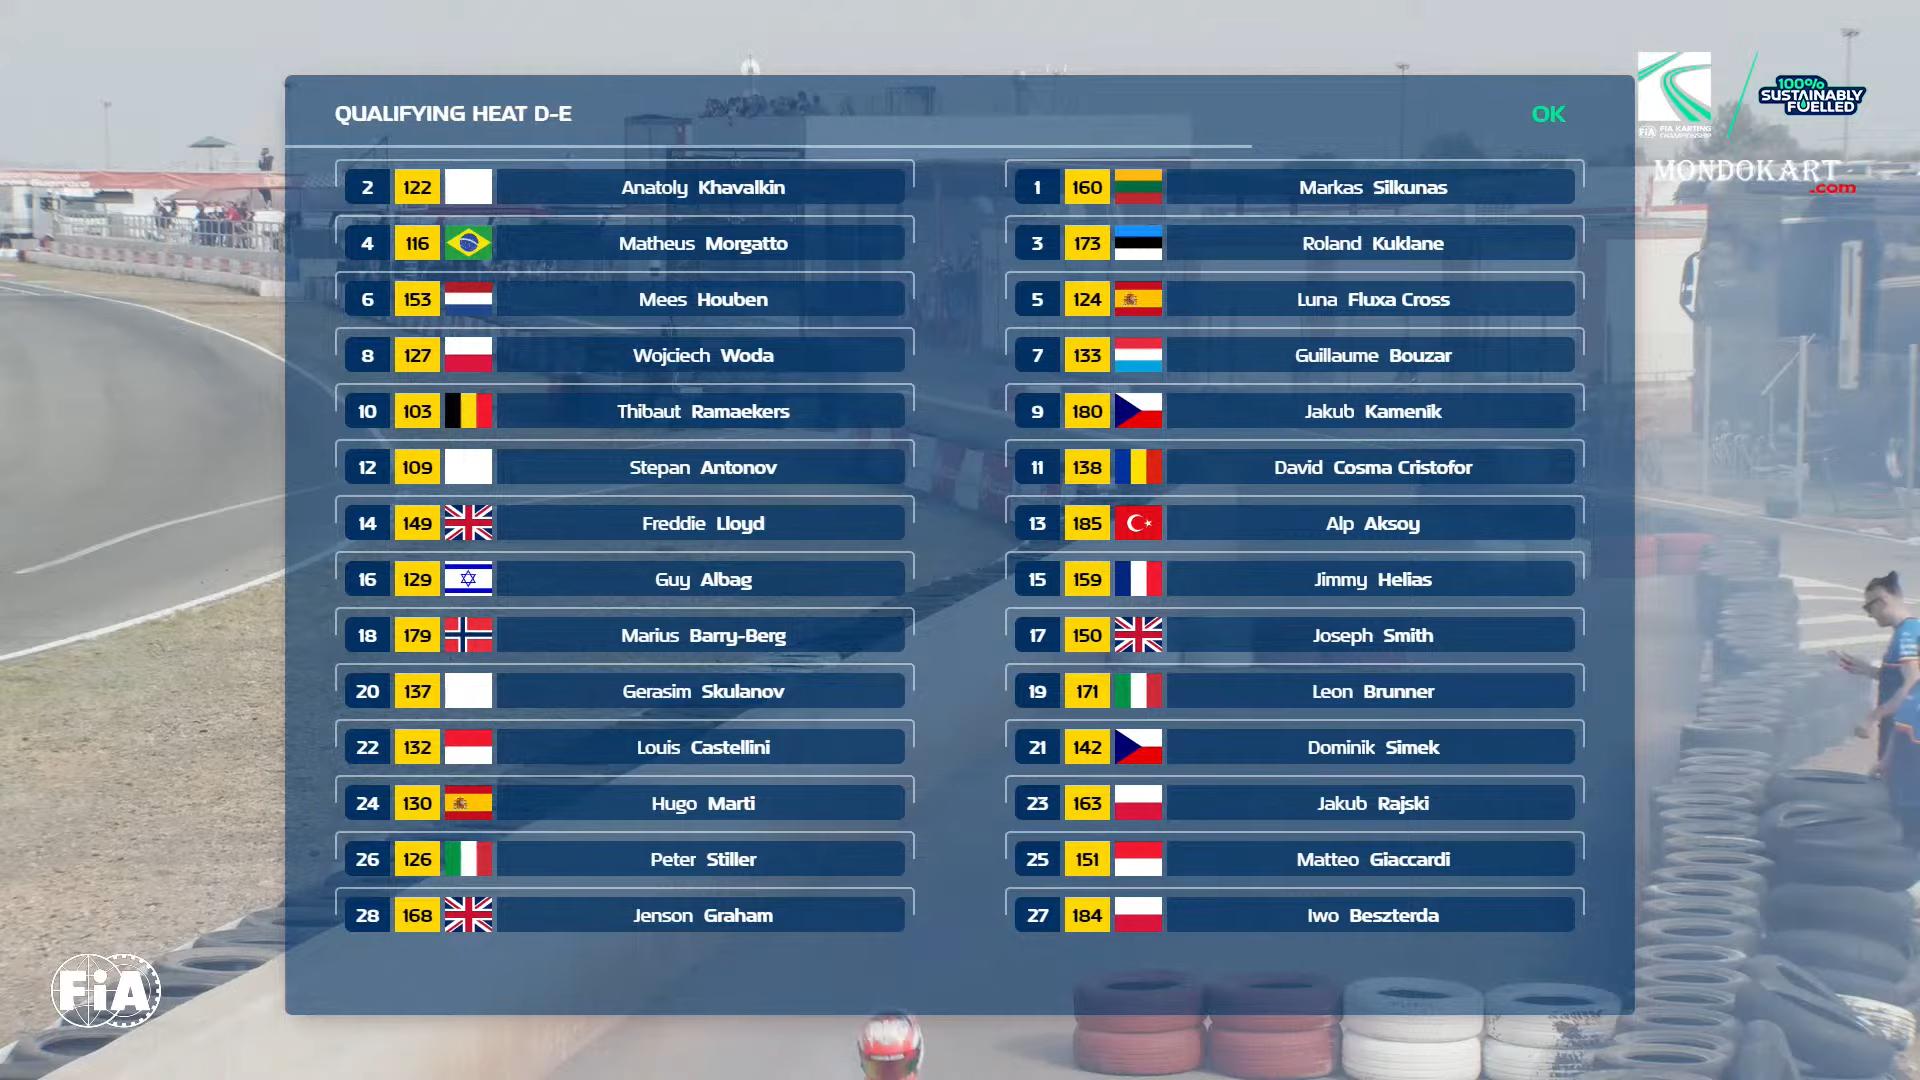 QUALIFYING HEAT D-E
OK
2 122 Anatoly Khavalkin
1 160 Markas Silkunas
4 116 Matheus Morgatto
3 173 Roland Kuklane
6 153 Mees Houben
5 124 Luna Fluxa Cross
8 127 Wojciech Woda
7 133 Guillaume Bouzar
10 103 Thibaut Ramaekers
9 180 Jakub Kamenik
12 109 Stepan Antonov
11 138 David Cosma Cristofor
14 149 Freddie Lloyd
13 185 Alp Aksoy
16 129 Guy Albag
15 159 Jimmy Helias
18 179 Marius Barry-Berg
17 150 Joseph Smith
20 137 Gerasim Skulanov
19 171 Leon Brunner
22 132 Louis Castellini
21 142 Dominik Simek
24 130 Hugo Marti
23 163 Jakub Rajski
26 126 Peter Stiller
25 151 Matteo Giaccardi
28 168 Jenson Graham
27 184 Iwo Beszterda
FIA KARTING
CHAMPIONSHIP
100%
SUSTAINABLY
FUELLED
MONDOKART
.com
FiA